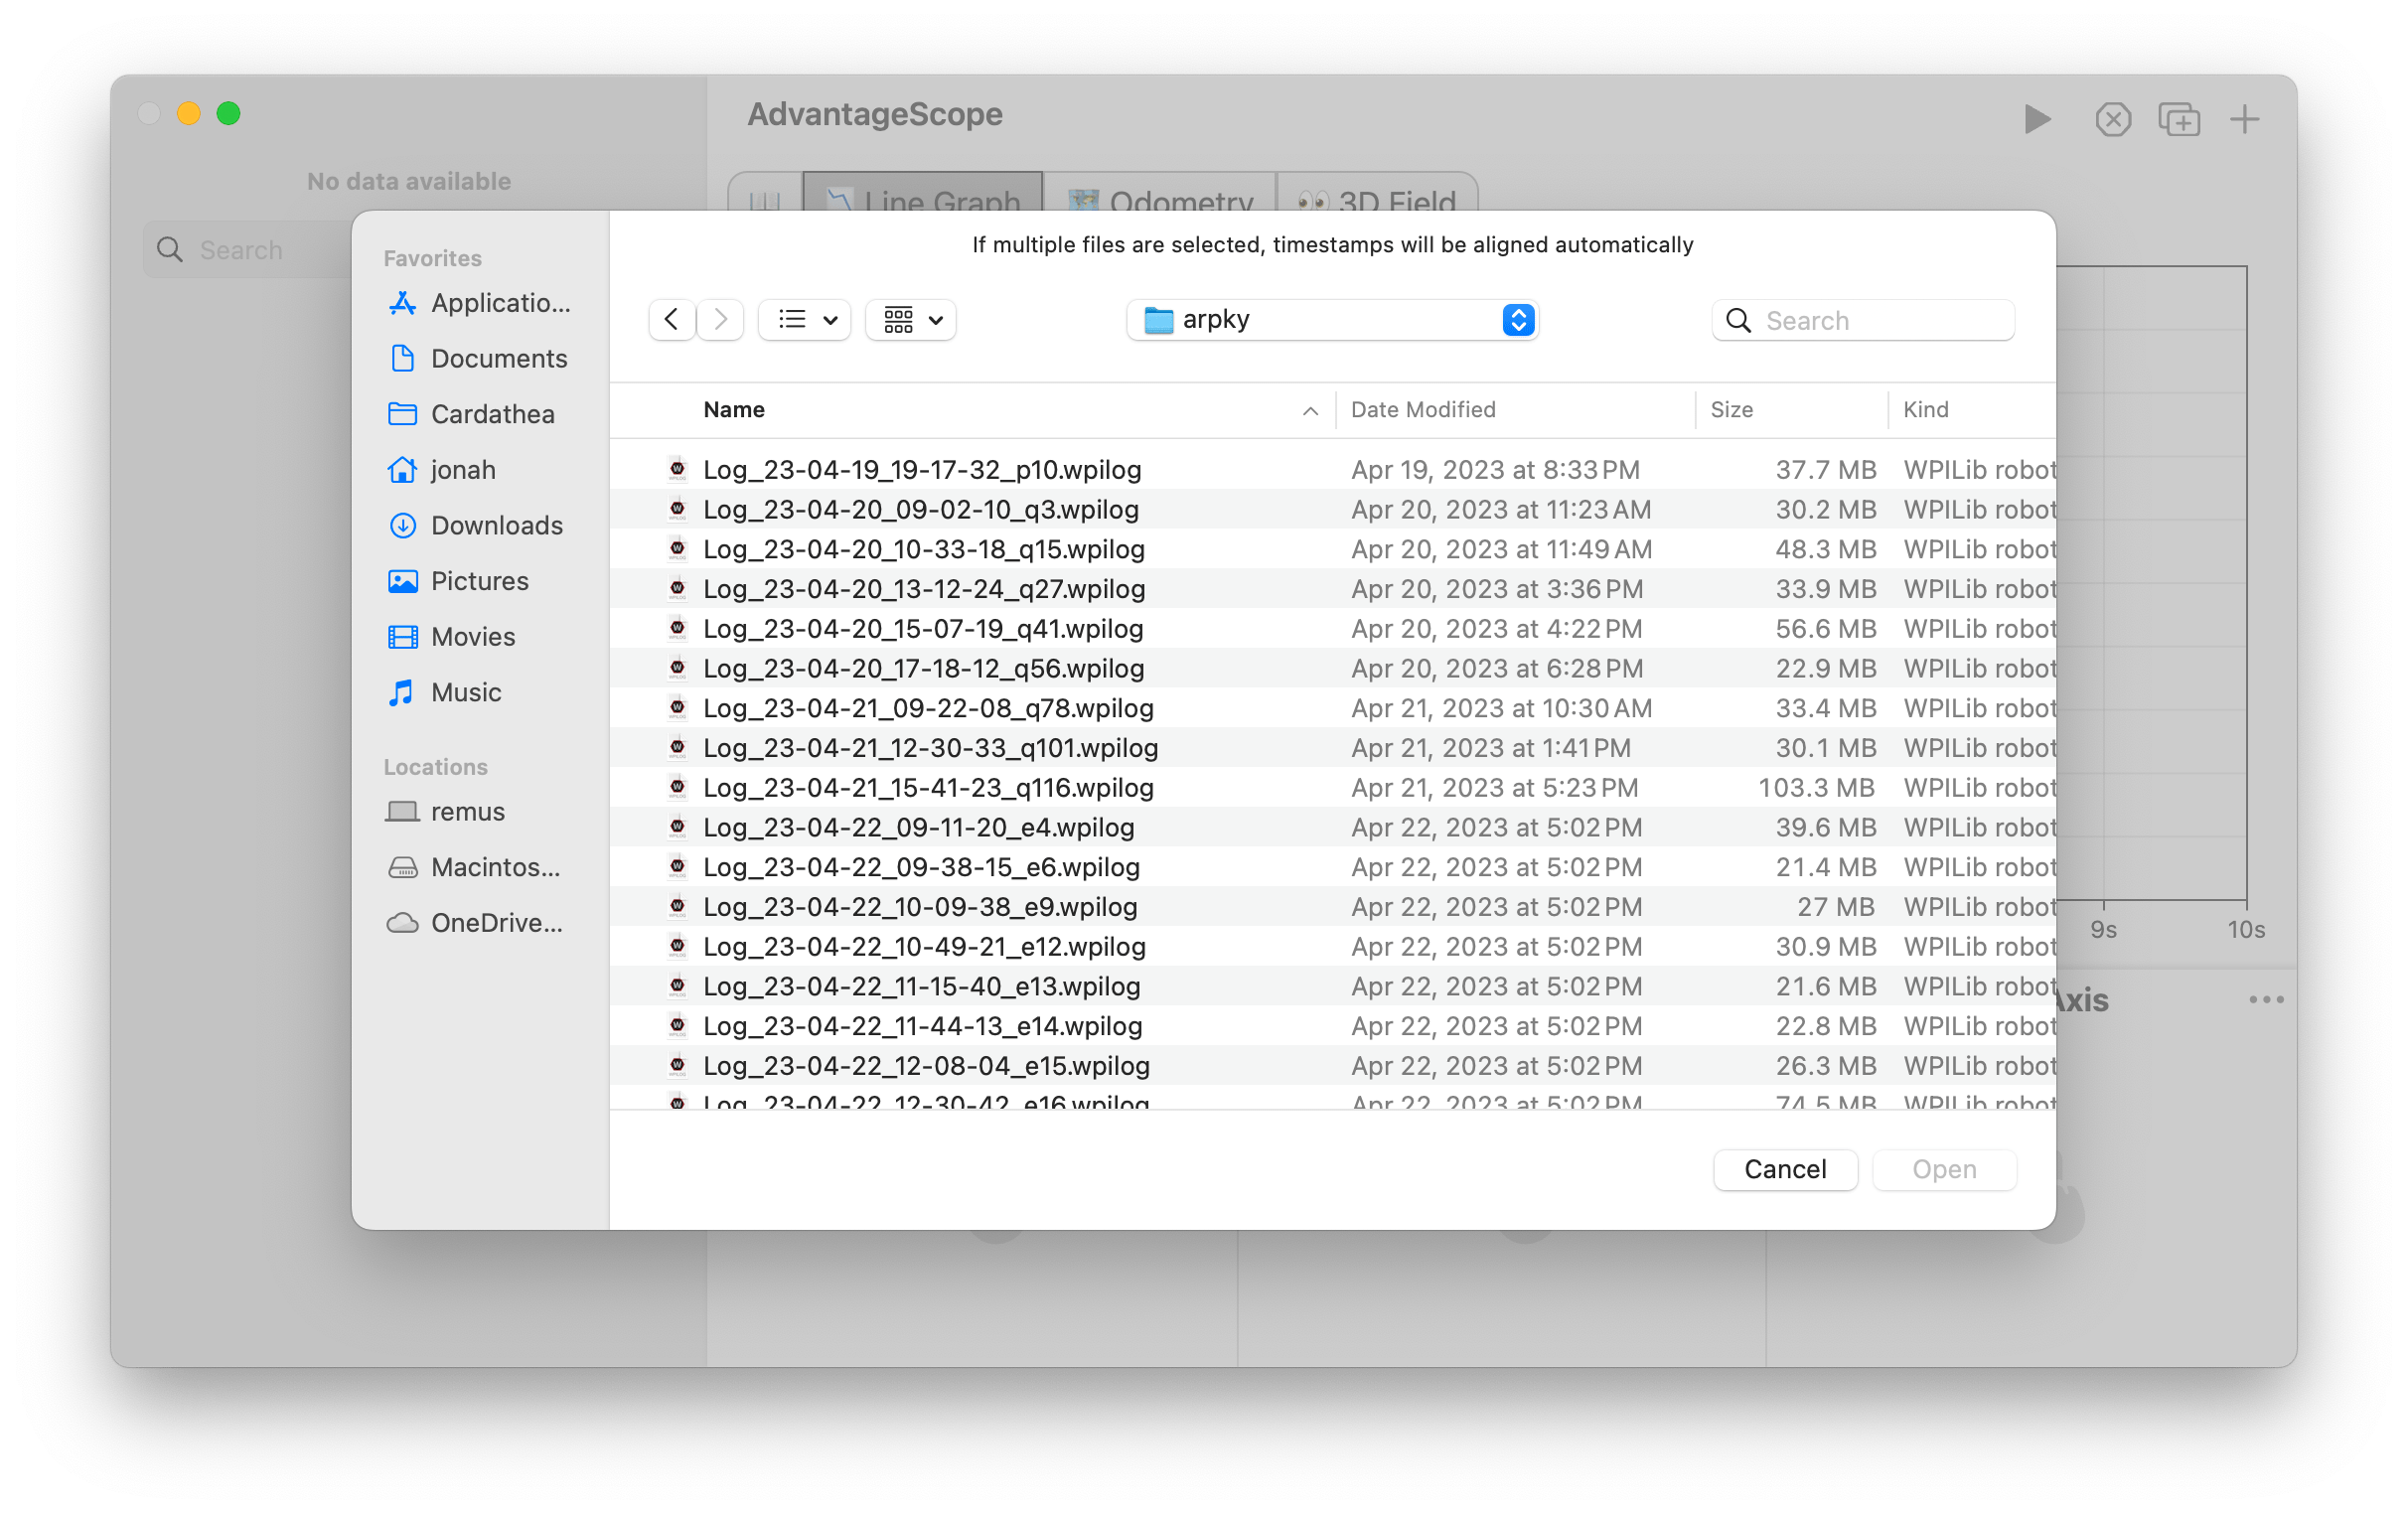 AdvantageScope
No data available
Search
Line Graph
Odometry
3D Field
Favorites
Applicatio...
Documents
Cardathea
jonah
Downloads
Pictures
Movies
Music
Locations
remus
Macintos...
OneDrive...
If multiple files are selected, timestamps will be aligned automatically
arpky
Search
Name Date Modified Size Kind
Log_23-04-19_19-17-32_p10.wpilog Apr 19, 2023 at 8:33 PM 37.7 MB WPILib robot
Log_23-04-20_09-02-10_q3.wpilog Apr 20, 2023 at 11:23 AM 30.2 MB WPILib robot
Log_23-04-20_10-33-18_q15.wpilog Apr 20, 2023 at 11:49 AM 48.3 MB WPILib robot
Log_23-04-20_13-12-24_q27.wpilog Apr 20, 2023 at 3:36 PM 33.9 MB WPILib robot
Log_23-04-20_15-07-19_q41.wpilog Apr 20, 2023 at 4:22 PM 56.6 MB WPILib robot
Log_23-04-20_17-18-12_q56.wpilog Apr 20, 2023 at 6:28 PM 22.9 MB WPILib robot
Log_23-04-21_09-22-08_q78.wpilog Apr 21, 2023 at 10:30 AM 33.4 MB WPILib robot
Log_23-04-21_12-30-33_q101.wpilog Apr 21, 2023 at 1:41 PM 30.1 MB WPILib robot
Log_23-04-21_15-41-23_q116.wpilog Apr 21, 2023 at 5:23 PM 103.3 MB WPILib robot
Log_23-04-22_09-11-20_e4.wpilog Apr 22, 2023 at 5:02 PM 39.6 MB WPILib robot
Log_23-04-22_09-38-15_e6.wpilog Apr 22, 2023 at 5:02 PM 21.4 MB WPILib robot
Log_23-04-22_10-09-38_e9.wpilog Apr 22, 2023 at 5:02 PM 27 MB WPILib robot
Log_23-04-22_10-49-21_e12.wpilog Apr 22, 2023 at 5:02 PM 30.9 MB WPILib robot
Log_23-04-22_11-15-40_e13.wpilog Apr 22, 2023 at 5:02 PM 21.6 MB WPILib robot
Log_23-04-22_11-44-13_e14.wpilog Apr 22, 2023 at 5:02 PM 22.8 MB WPILib robot
Log_23-04-22_12-08-04_e15.wpilog Apr 22, 2023 at 5:02 PM 26.3 MB WPILib robot
Log_23-04-22_12-30-42_e16.wpilog Apr 22, 2023 at 5:02 PM 74.5 MB WPILib robot
Cancel
Open
9s
10s
Axis